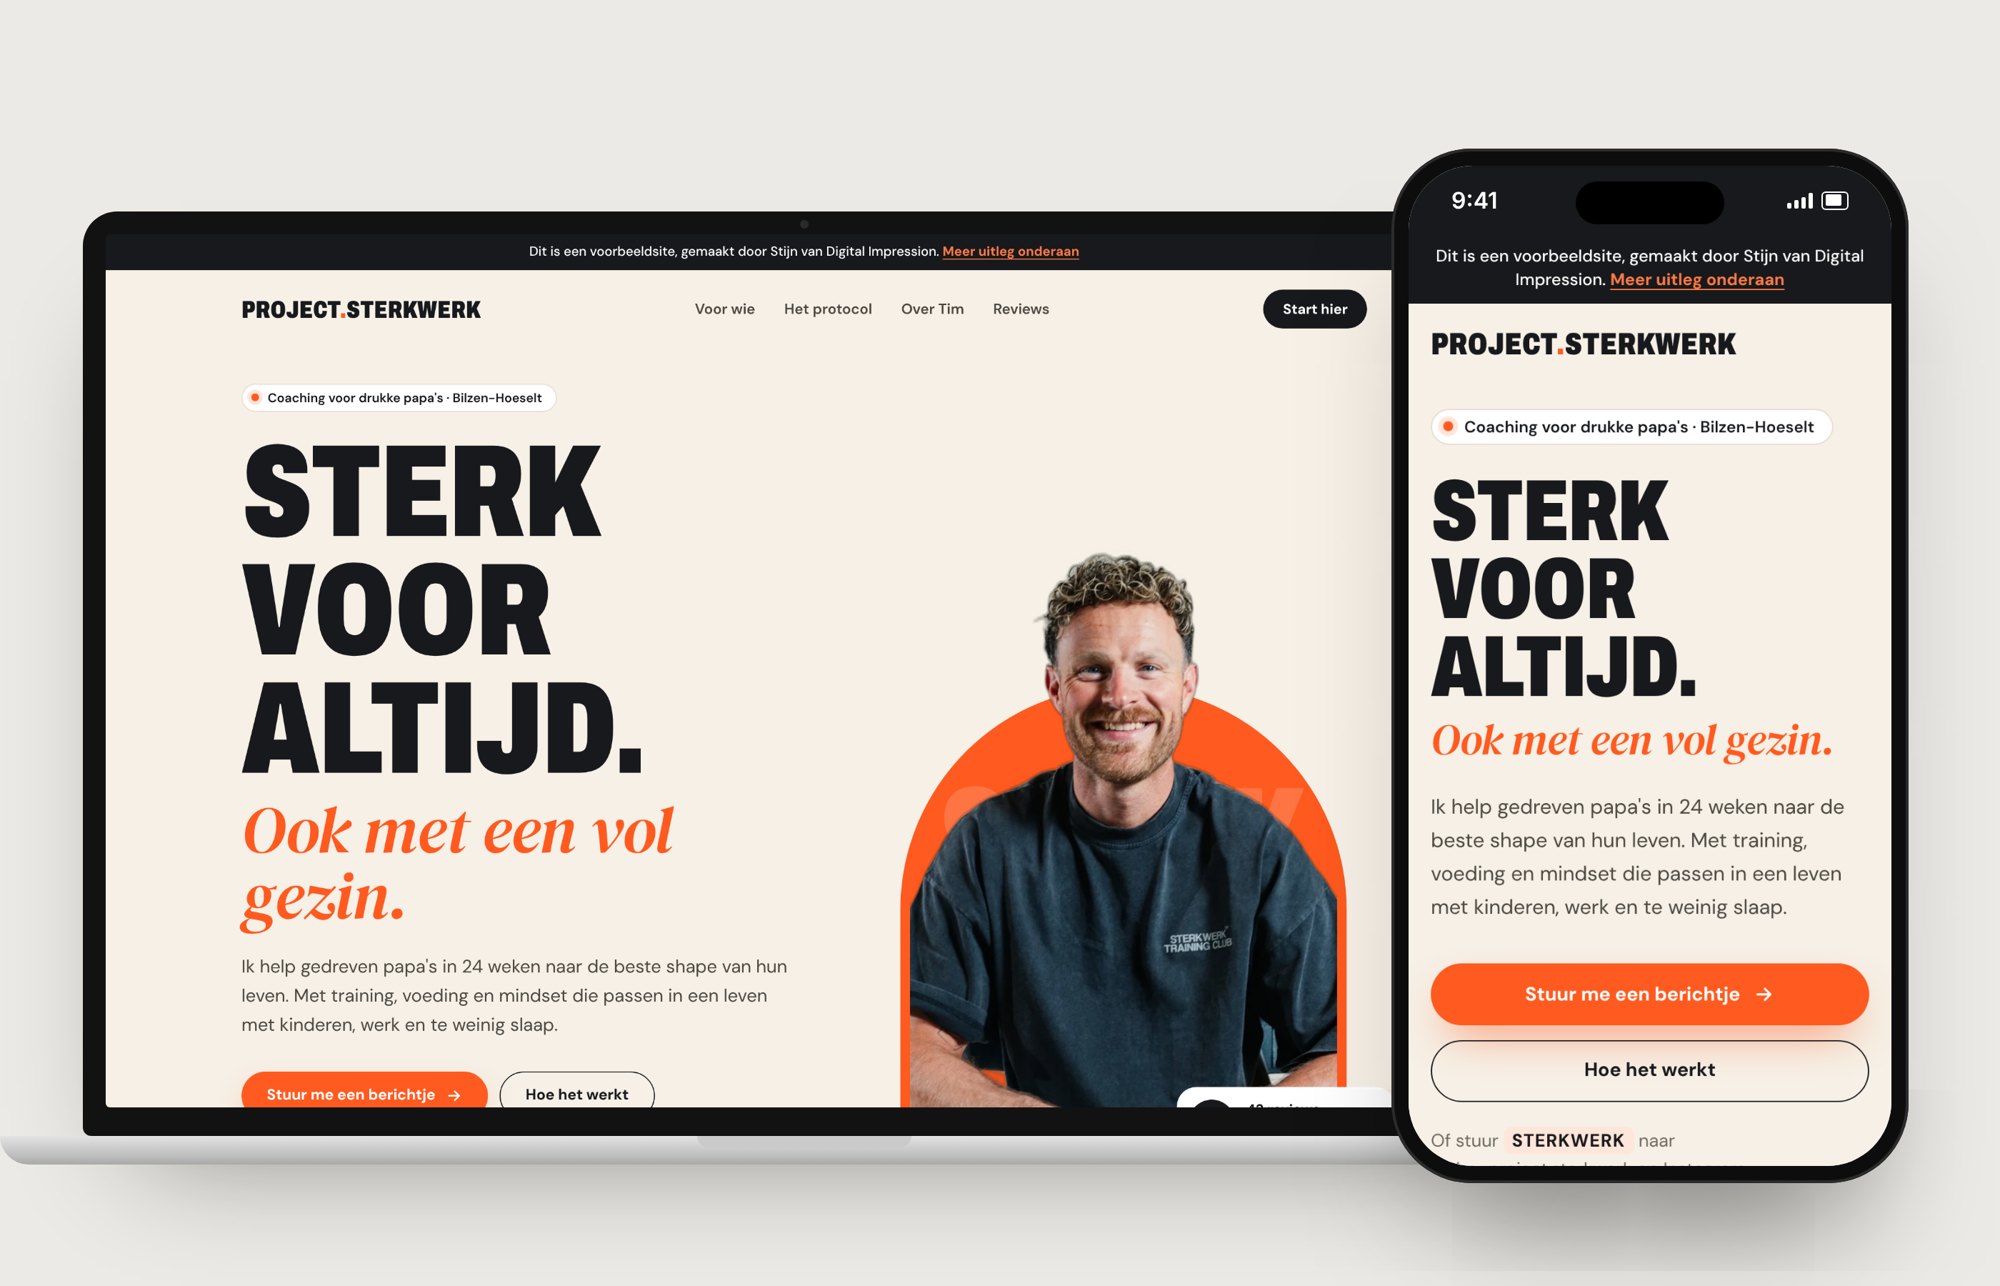 Dit is een voorbeeldsite, gemaakt door Stijn van Digital Impression. Meer uitleg onderaan
PROJECT.STERKWERK
Voor wie
Het protocol
Over Tim
Reviews
Start hier
Coaching voor drukke papa's · Bilzen-Hoeselt
STERK
VOOR
ALTIJD.
Ook met een vol
gezin.
Ik help gedreven papa's in 24 weken naar de beste shape van hun
leven. Met training, voeding en mindset die passen in een leven
met kinderen, werk en te weinig slaap.
Stuur me een berichtje →
Hoe het werkt
STERKWERK
TRAINING CLUB
9:41
Dit is een voorbeeldsite, gemaakt door Stijn van Digital
Impression. Meer uitleg onderaan
PROJECT.STERKWERK
Coaching voor drukke papa's · Bilzen-Hoeselt
STERK
VOOR
ALTIJD.
Ook met een vol gezin.
Ik help gedreven papa's in 24 weken naar de
beste shape van hun leven. Met training,
voeding en mindset die passen in een leven
met kinderen, werk en te weinig slaap.
Stuur me een berichtje →
Hoe het werkt
Of stuur STERKWERK naar